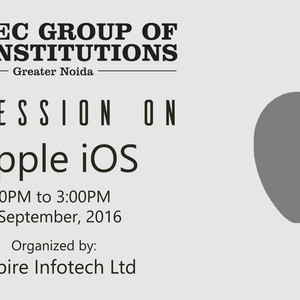 EC GROUP OF
NSTITUTIONS
Greater Noida
ESSION ON
pple iOS
0PM to 3:00PM
September, 2016
Organized by:
pire Infotech Ltd